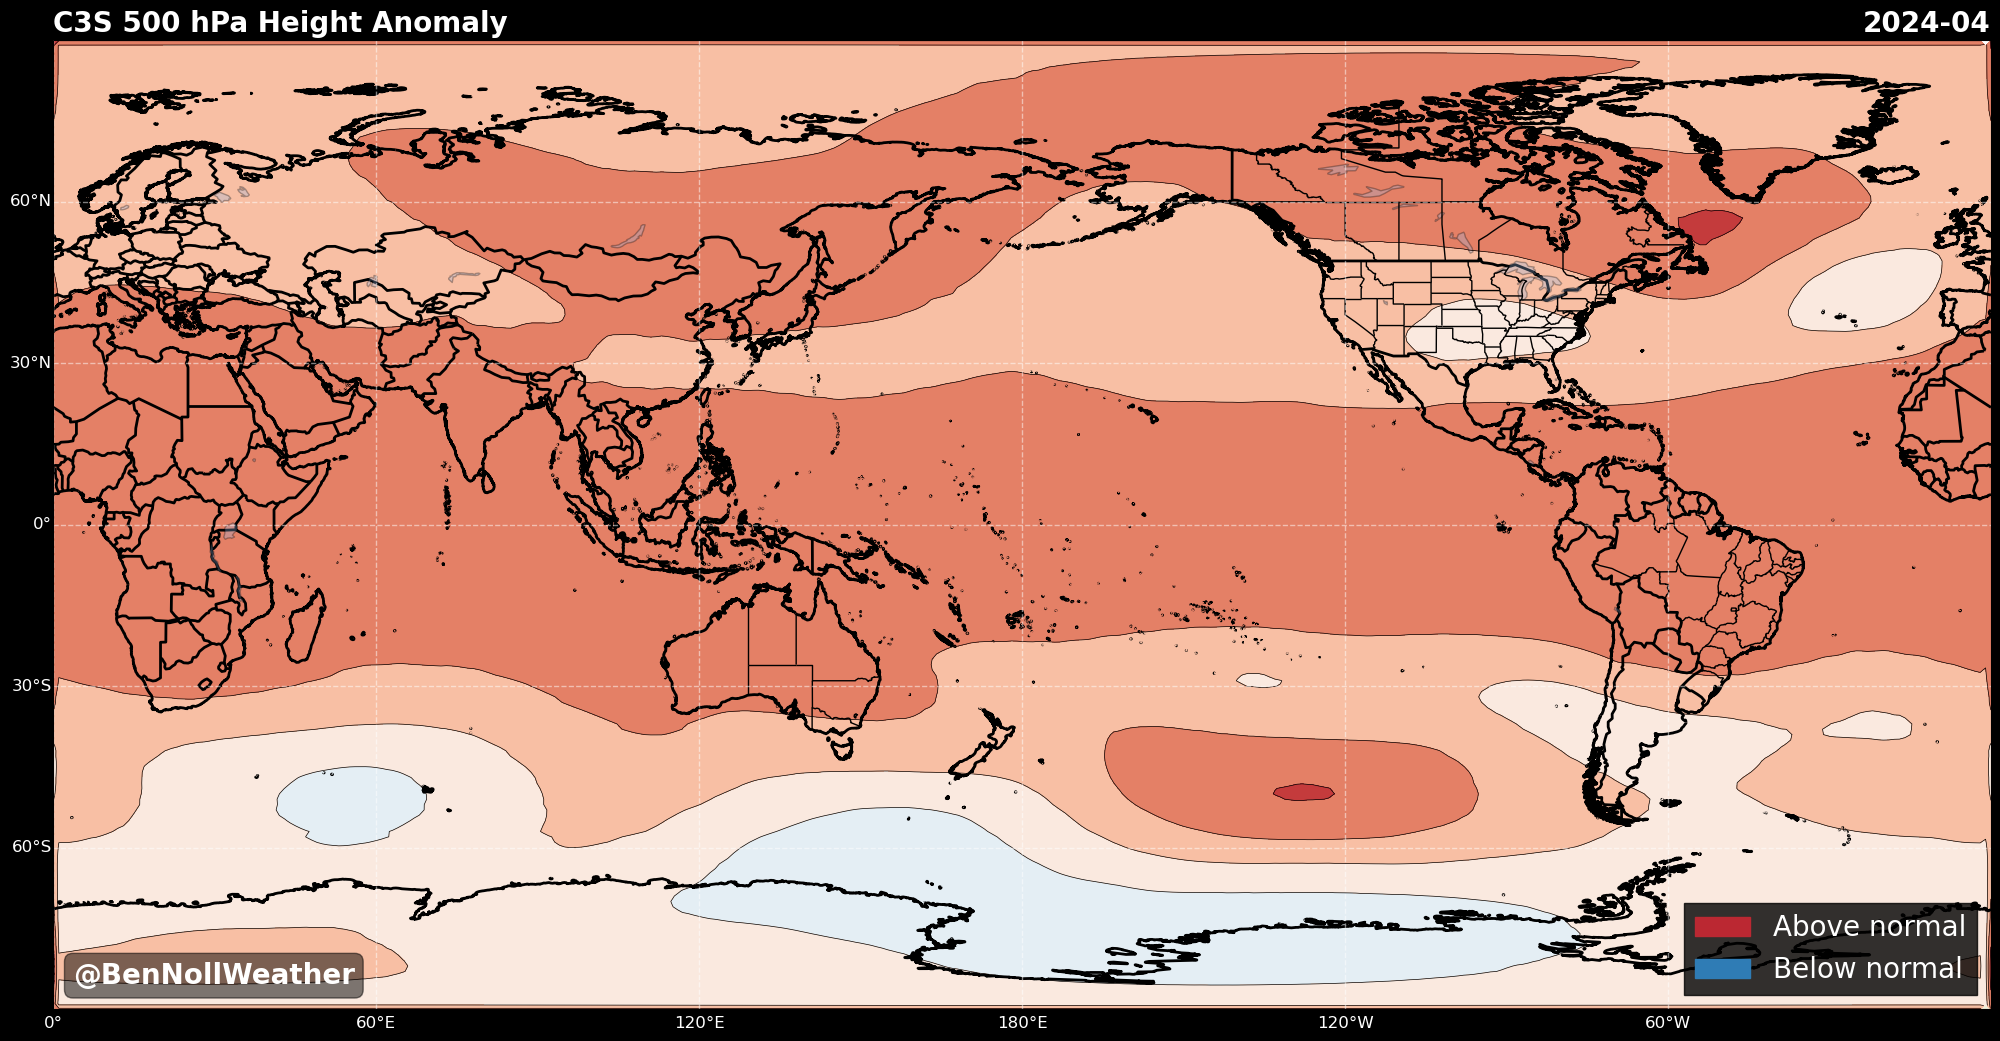 C3S 500 hPa Height Anomaly
2024-04
60°N
30°N
0°
30°S
60°S
Above normal
Below normal
@BenNollWeather
0°
60°E
120°E
180°E
120°W
60°W